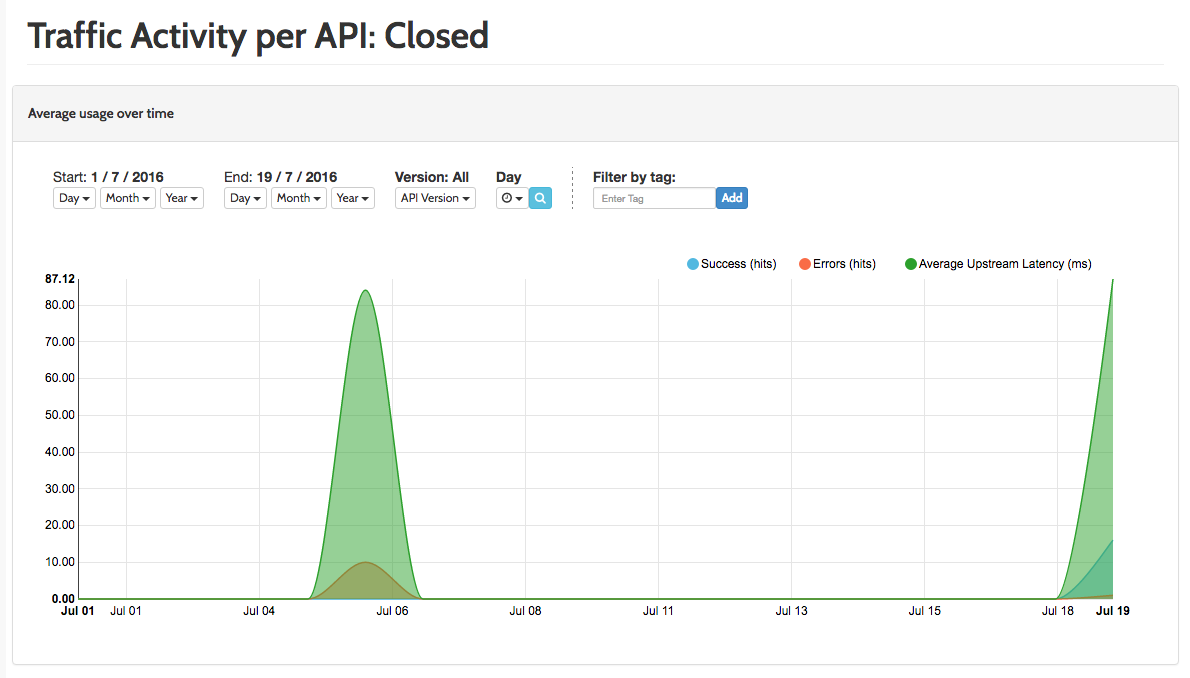 Traffic Activity per API: Closed
Average usage over time
Start: 1 / 7 / 2016 End: 19 / 7 / 2016 Version: All Day Filter by tag:
Day Month Year Day Month Year API Version Enter Tag Add
Success (hits) Errors (hits) Average Upstream Latency (ms)
87.12
80.00
70.00
60.00
50.00
40.00
30.00
20.00
10.00
0.00
Jul 01 Jul 01 Jul 04 Jul 06 Jul 08 Jul 11 Jul 13 Jul 15 Jul 18 Jul 19